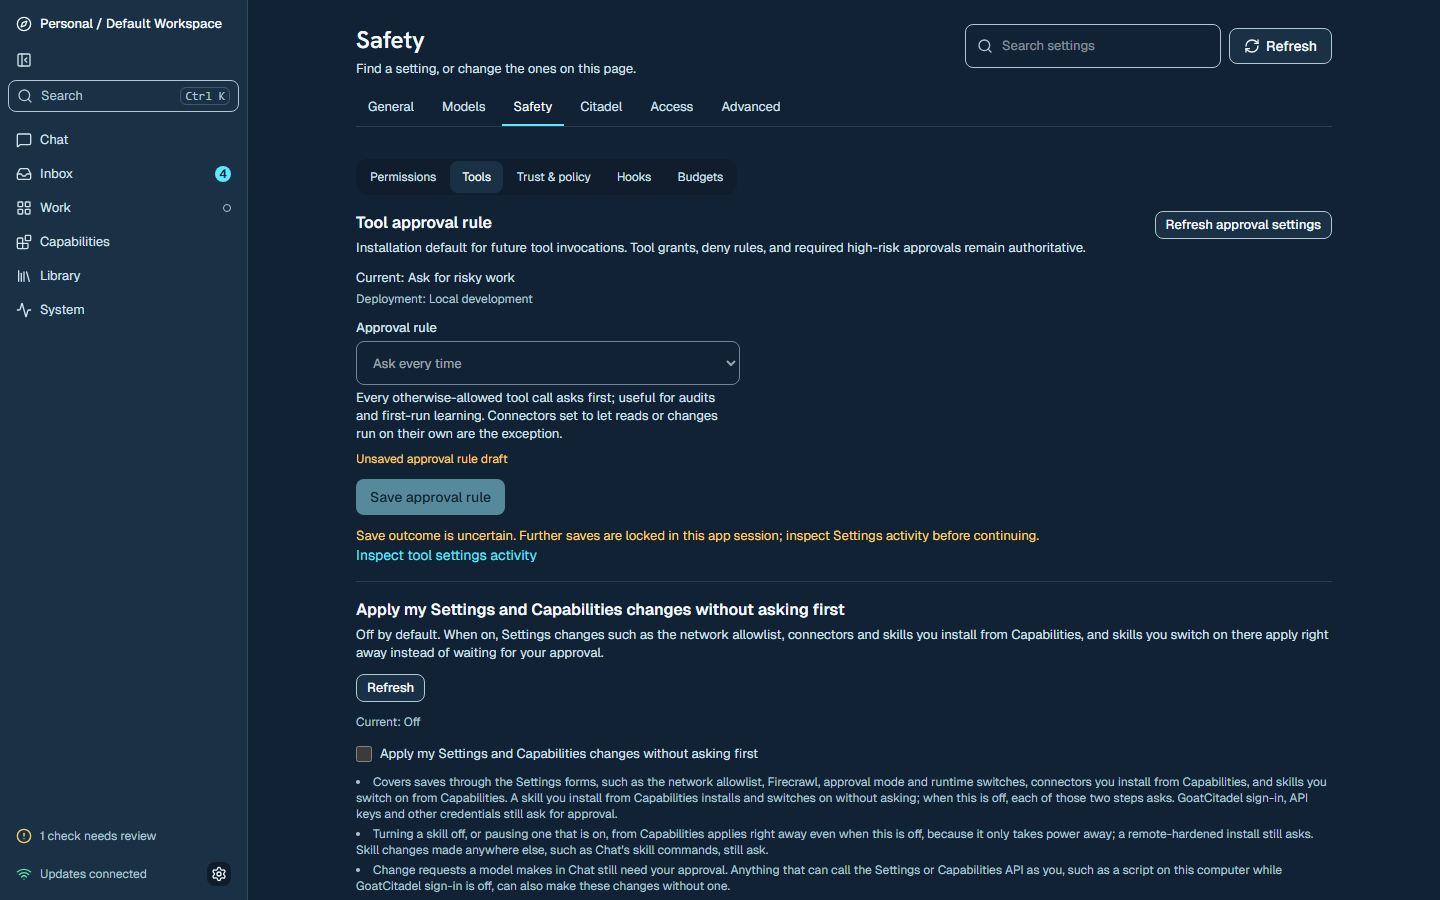 Personal / Default Workspace
Search
Ctrl K
Chat
Inbox
4
Work
Capabilities
Library
System
1 check needs review
Updates connected
Safety
Find a setting, or change the ones on this page.
Search settings
Refresh
General
Models
Safety
Citadel
Access
Advanced
Permissions
Tools
Trust & policy
Hooks
Budgets
Tool approval rule
Installation default for future tool invocations. Tool grants, deny rules, and required high-risk approvals remain authoritative.
Refresh approval settings
Current: Ask for risky work
Deployment: Local development
Approval rule
Ask every time
Every otherwise-allowed tool call asks first; useful for audits
and first-run learning. Connectors set to let reads or changes
run on their own are the exception.
Unsaved approval rule draft
Save approval rule
Save outcome is uncertain. Further saves are locked in this app session; inspect Settings activity before continuing.
Inspect tool settings activity
Apply my Settings and Capabilities changes without asking first
Off by default. When on, Settings changes such as the network allowlist, connectors and skills you install from Capabilities, and skills you switch on there apply right
away instead of waiting for your approval.
Refresh
Current: Off
Apply my Settings and Capabilities changes without asking first
• Covers saves through the Settings forms, such as the network allowlist, Firecrawl, approval mode and runtime switches, connectors you install from Capabilities, and skills you
switch on from Capabilities. A skill you install from Capabilities installs and switches on without asking; when this is off, each of those two steps asks. GoatCitadel sign-in, API
keys and other credentials still ask for approval.
• Turning a skill off, or pausing one that is on, from Capabilities applies right away even when this is off, because it only takes power away; a remote-hardened install still asks.
Skill changes made anywhere else, such as Chat's skill commands, still ask.
• Change requests a model makes in Chat still need your approval. Anything that can call the Settings or Capabilities API as you, such as a script on this computer while
GoatCitadel sign-in is off, can also make these changes without one.